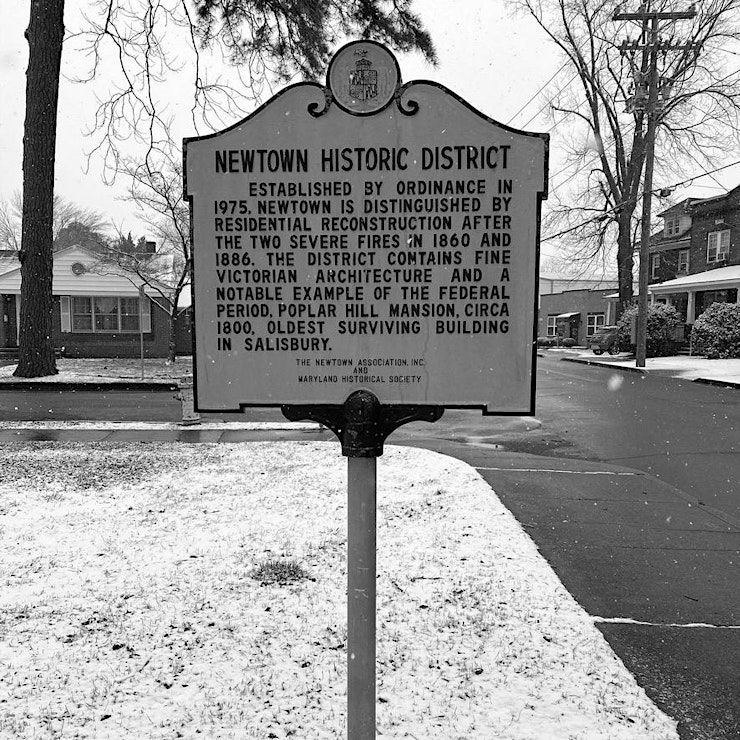 NEWTOWN HISTORIC DISTRICT
ESTABLISHED BY ORDINANCE IN
1975, NEWTOWN IS DISTINGUISHED BY
RESIDENTIAL RECONSTRUCTION AFTER
THE TWO SEVERE FIRES IN 1860 AND
1886. THE DISTRICT CONTAINS FINE
VICTORIAN ARCHITECTURE AND A
NOTABLE EXAMPLE OF THE FEDERAL
PERIOD, POPLAR HILL MANSION, CIRCA
1800, OLDEST SURVIVING BUILDING
IN SALISBURY.
THE NEWTOWN ASSOCIATION, INC.
AND
MARYLAND HISTORICAL SOCIETY